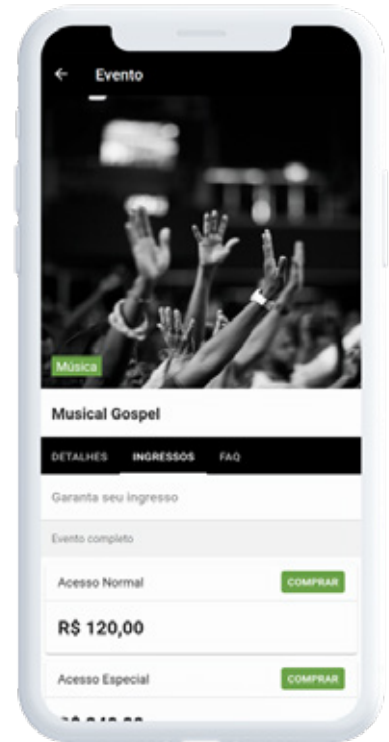 Evento
Música
Musical Gospel
DETALHES INGRESSOS FAQ
Garanta seu ingresso
Evento completo
Acesso Normal COMPRAR
R$ 120,00
Acesso Especial COMPRAR